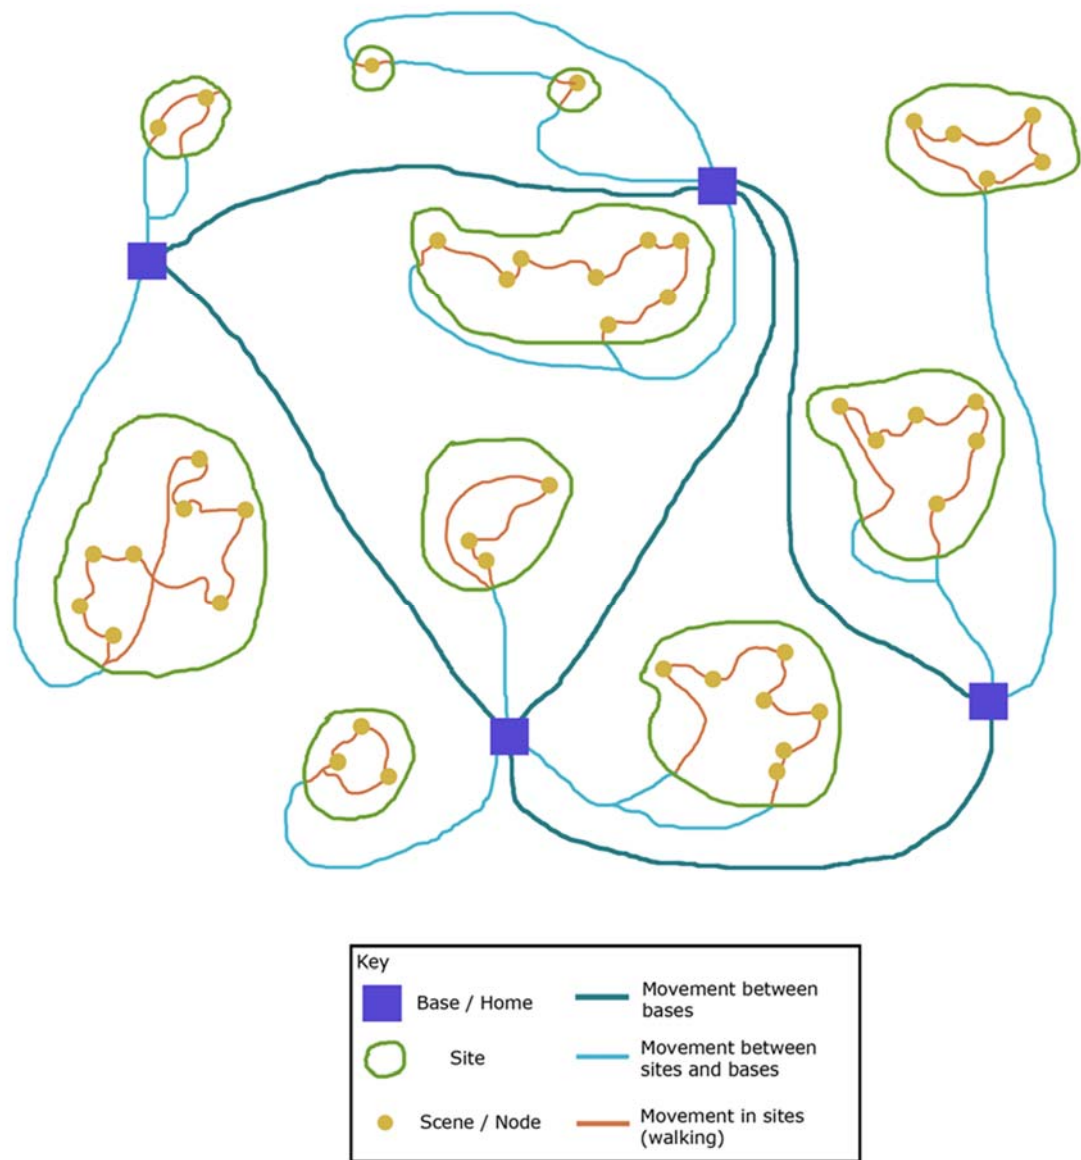 Key
Base / Home
Movement between
bases
Site
Movement between
sites and bases
Scene / Node
Movement in sites
(walking)